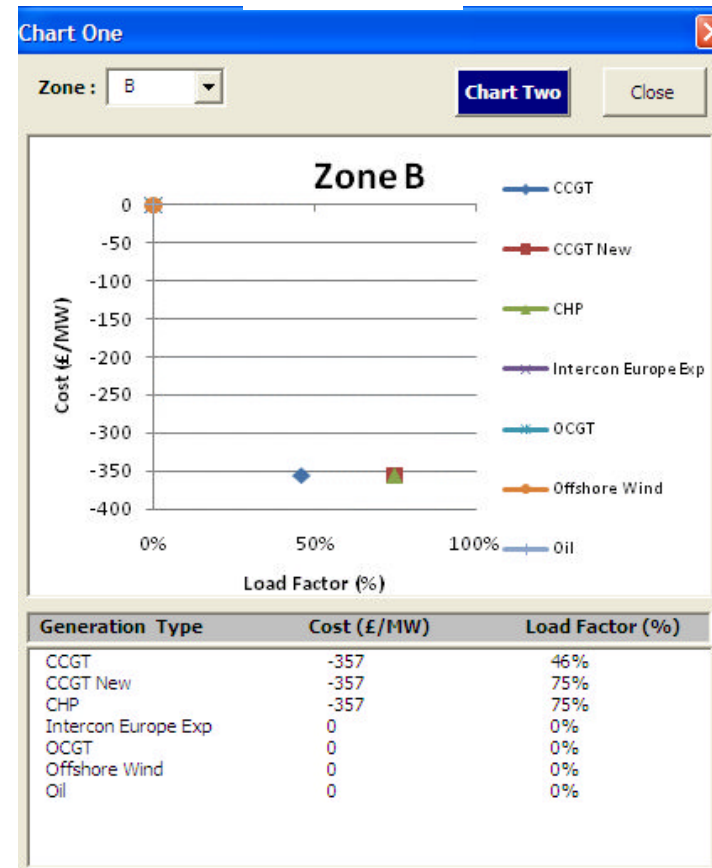 Chart One
Zone : B
Chart Two
Close
Zone B
0
-50
-100
-150
-200
-250
-300
-350
-400
Cost (£/MW)
0% 50% 100%
Load Factor (%)
CCGT
CCGT New
CHP
Intercon Europe Exp
OCGT
Offshore Wind
Oil
Generation Type Cost (£/MW) Load Factor (%)
CCGT -357 46%
CCGT New -357 75%
CHP -357 75%
Intercon Europe Exp 0 0%
OCGT 0 0%
Offshore Wind 0 0%
Oil 0 0%